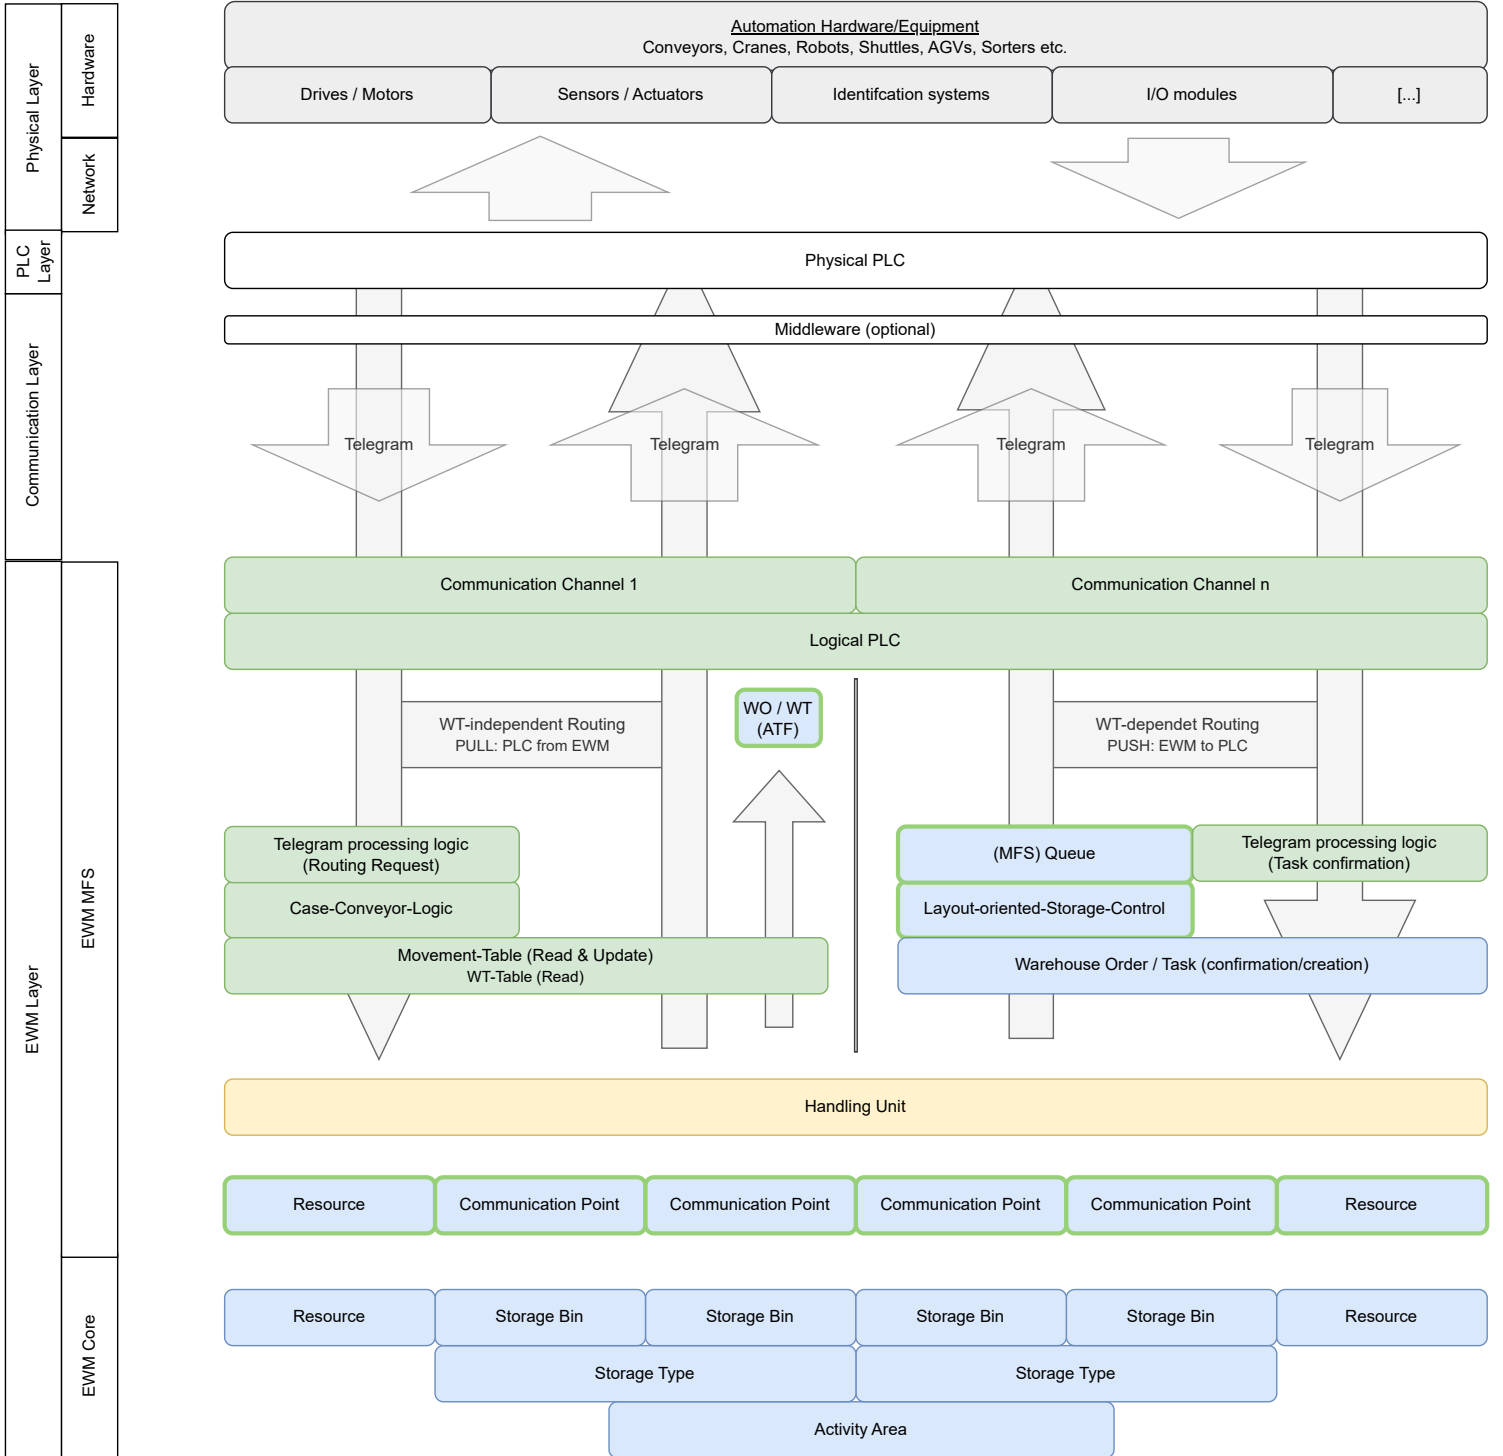 Physical Layer
Hardware
Automation Hardware/Equipment
Conveyors, Cranes, Robots, Shuttles, AGVs, Sorters etc.
Drives / Motors
Sensors / Actuators
Identifcation systems
I/O modules
[...]
Network
PLC
Layer
Physical PLC
Communication Layer
Middleware (optional)
Telegram
Telegram
Telegram
Telegram
EWM Layer
EWM MFS
Communication Channel 1
Communication Channel n
Logical PLC
WT-independent Routing
PULL: PLC from EWM
WO / WT
(ATF)
WT-dependet Routing
PUSH: EWM to PLC
Telegram processing logic
(Routing Request)
Case-Conveyor-Logic
Movement-Table (Read & Update)
WT-Table (Read)
(MFS) Queue
Telegram processing logic
(Task confirmation)
Layout-oriented-Storage-Control
Warehouse Order / Task (confirmation/creation)
Handling Unit
Resource
Communication Point
Communication Point
Communication Point
Communication Point
Resource
EWM Core
Resource
Storage Bin
Storage Bin
Storage Bin
Storage Bin
Resource
Storage Type
Storage Type
Activity Area